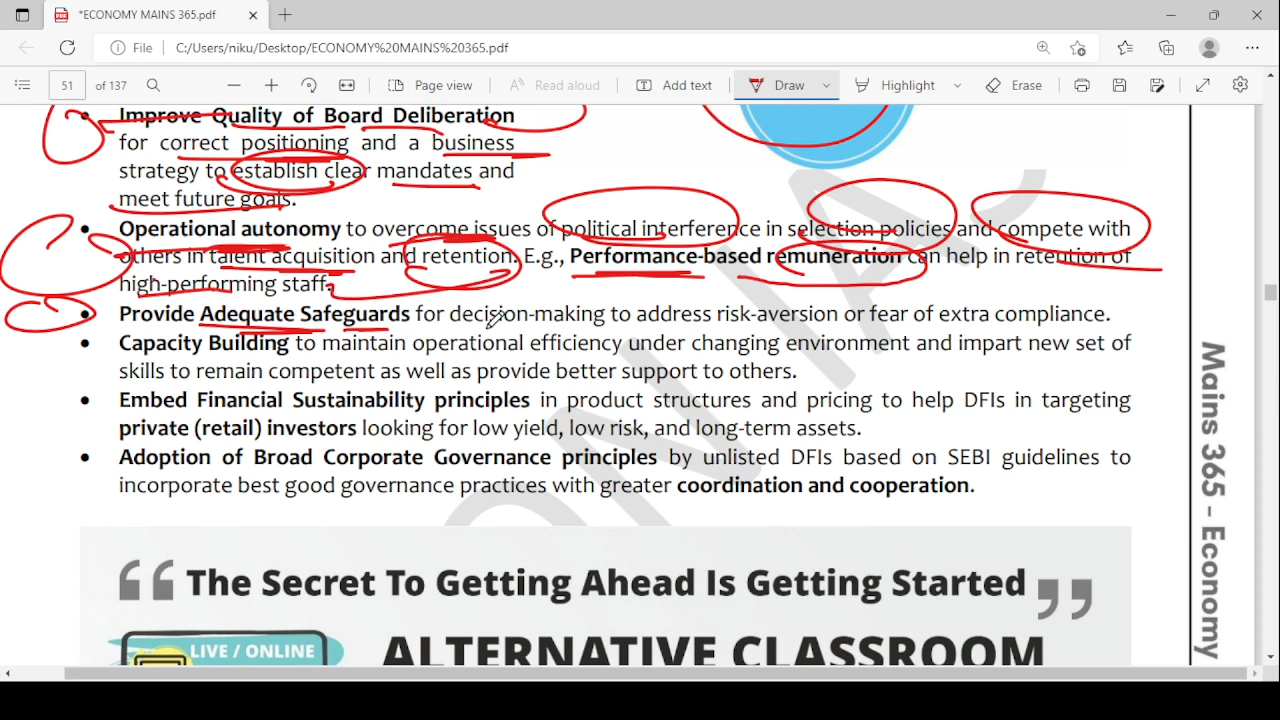 *ECONOMY MAINS 365.pdf
File C:/Users/niku/Desktop/ECONOMY%20MAINS%20365.pdf
51 of 137 Page view Read aloud Add text Draw Highlight Erase
• Improve Quality of Board Deliberation
for correct positioning and a business
strategy to establish clear mandates and
meet future goals.
• Operational autonomy to overcome issues of political interference in selection policies and compete with
others in talent acquisition and retention. E.g., Performance-based remuneration can help in retention of
high-performing staff.
• Provide Adequate Safeguards for decision-making to address risk-aversion or fear of extra compliance.
• Capacity Building to maintain operational efficiency under changing environment and impart new set of
skills to remain competent as well as provide better support to others.
• Embed Financial Sustainability principles in product structures and pricing to help DFIs in targeting
private (retail) investors looking for low yield, low risk, and long-term assets.
• Adoption of Broad Corporate Governance principles by unlisted DFIs based on SEBI guidelines to
incorporate best good governance practices with greater coordination and cooperation.
Mains 365 - Economy
“ The Secret To Getting Ahead Is Getting Started ”
LIVE / ONLINE
ALTERNATIVE CLASSROOM